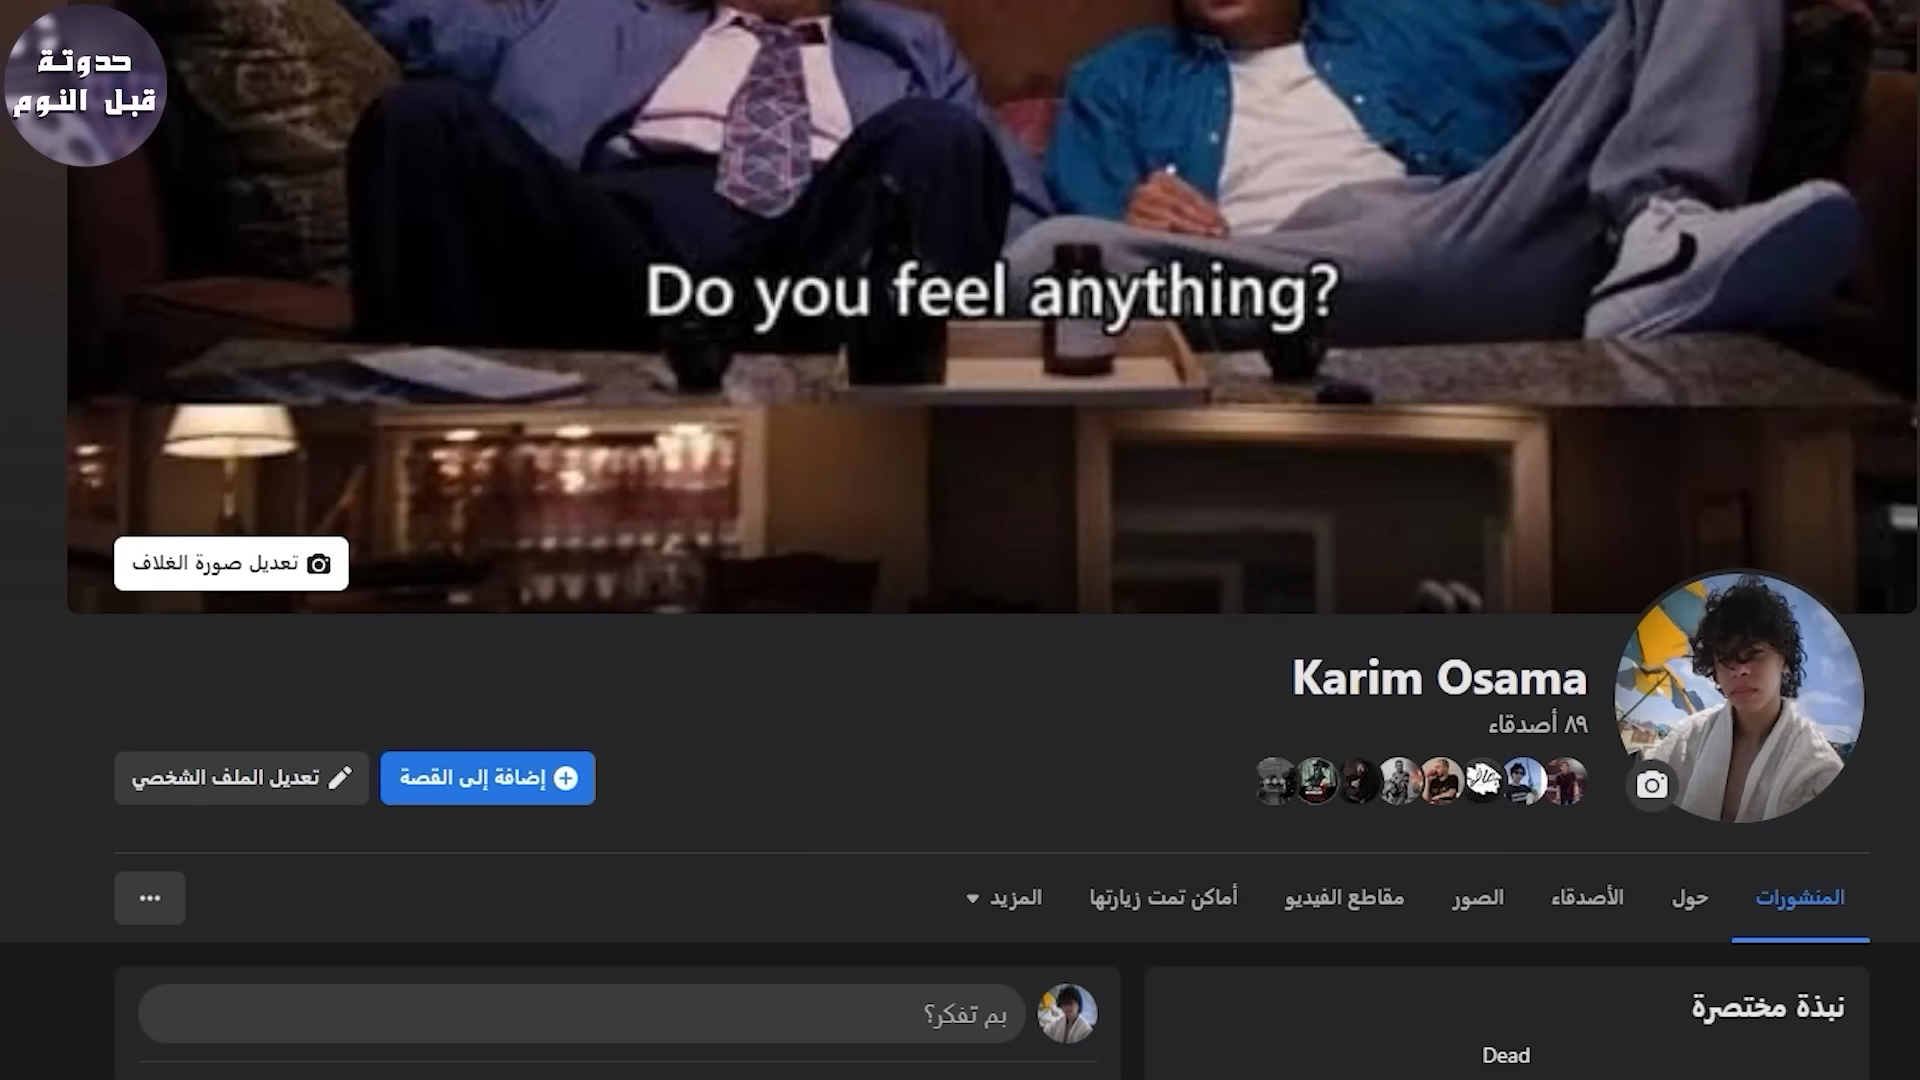 حدوتة
قبل النوم
Do you feel anything?
تعديل صورة الغلاف
Karim Osama
٨٩ أصدقاء
إضافة إلى القصة
تعديل الملف الشخصي
المنشورات
حول
الأصدقاء
الصور
مقاطع الفيديو
أماكن تمت زيارتها
المزيد
نبذة مختصرة
Dead
بم تفكر؟